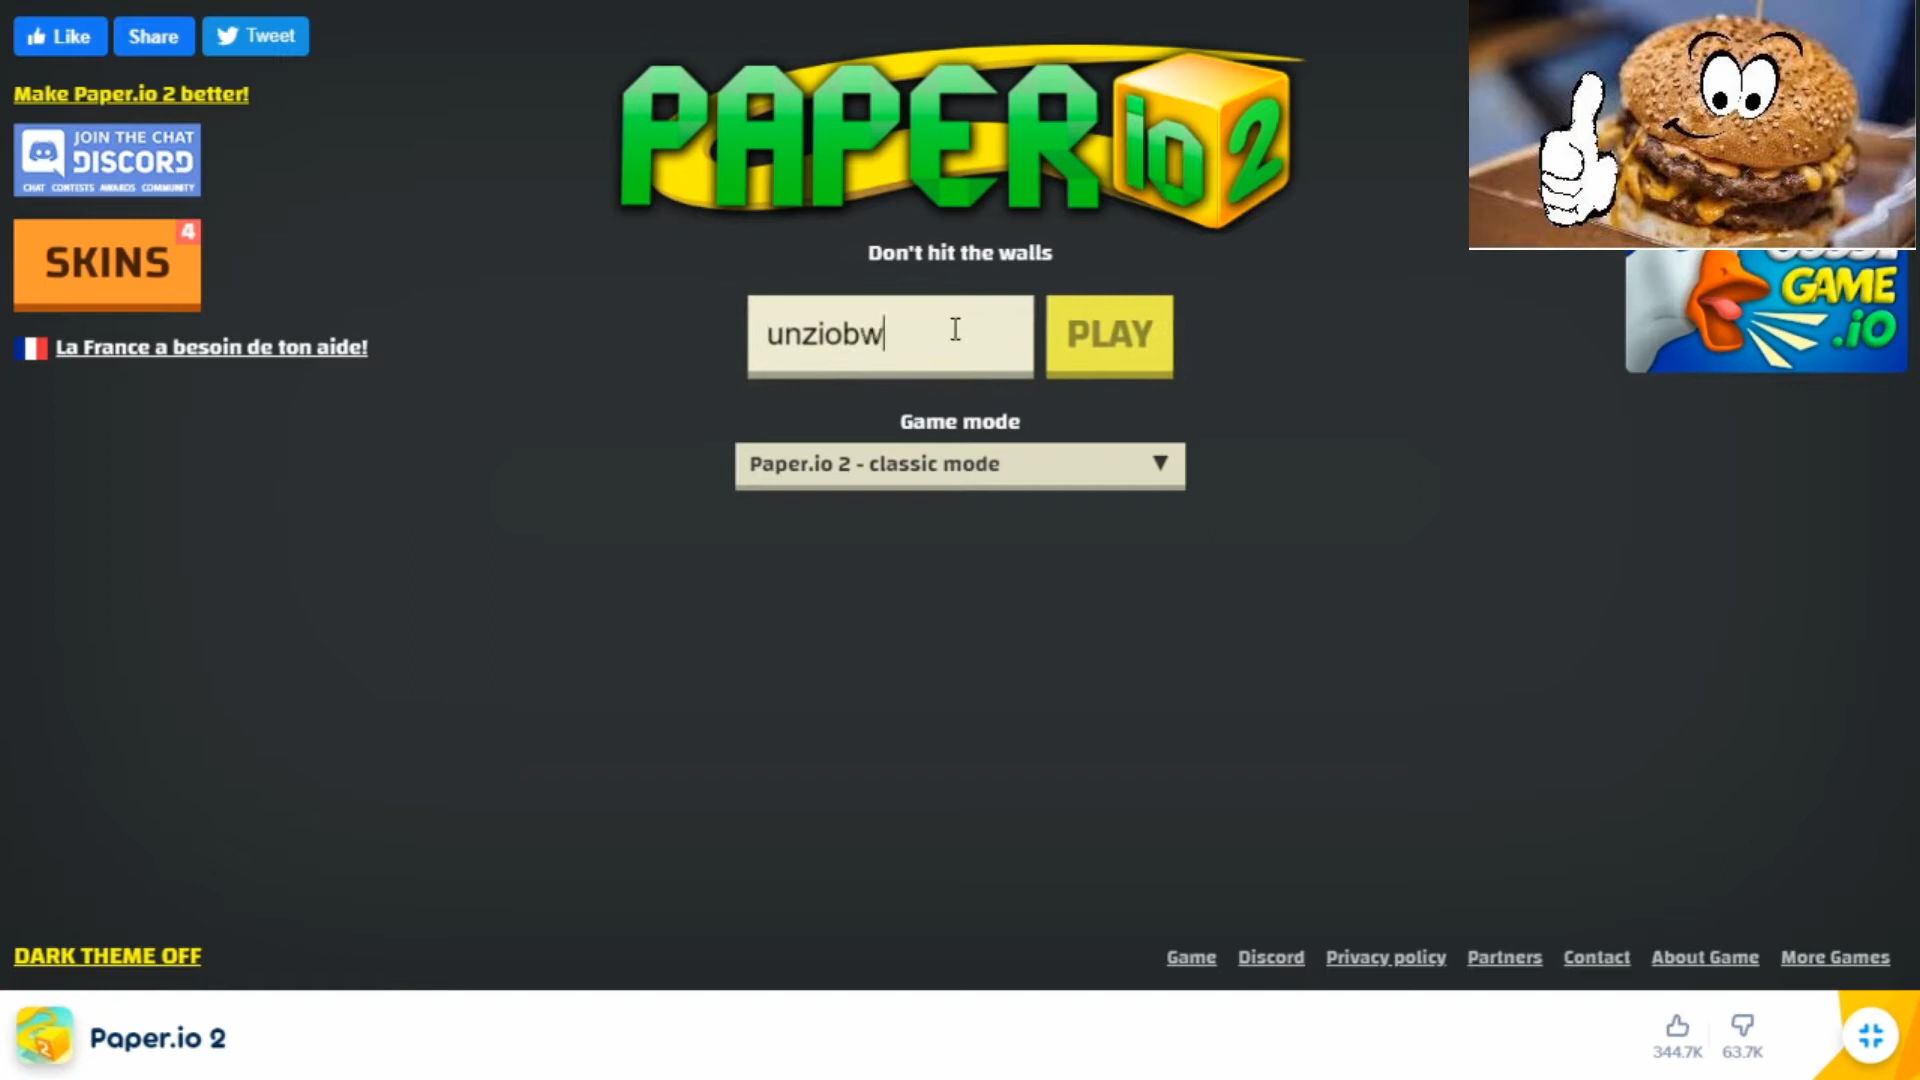 Like
Share
Tweet
Make Paper.io 2 better!
JOIN THE CHAT
DISCORD
CHAT CONTESTS AWARDS COMMUNITY
SKINS
4
La France a besoin de ton aide!
PAPER io 2
Don't hit the walls
unziobw
PLAY
Game mode
Paper.io 2 - classic mode
GAME
.iO
DARK THEME OFF
Game
Discord
Privacy policy
Partners
Contact
About Game
More Games
2
Paper.io 2
344.7K
63.7K